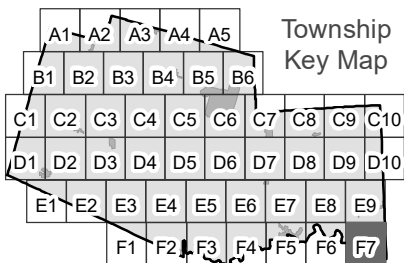 Township
Key Map
A1 A2 A3 A4 A5
B1 B2 B3 B4 B5 B6
C1 C2 C3 C4 C5 C6 C7 C8 C9 C10
D1 D2 D3 D4 D5 D6 D7 D8 D9 D10
E1 E2 E3 E4 E5 E6 E7 E8 E9
F1 F2 F3 F4 F5 F6 F7